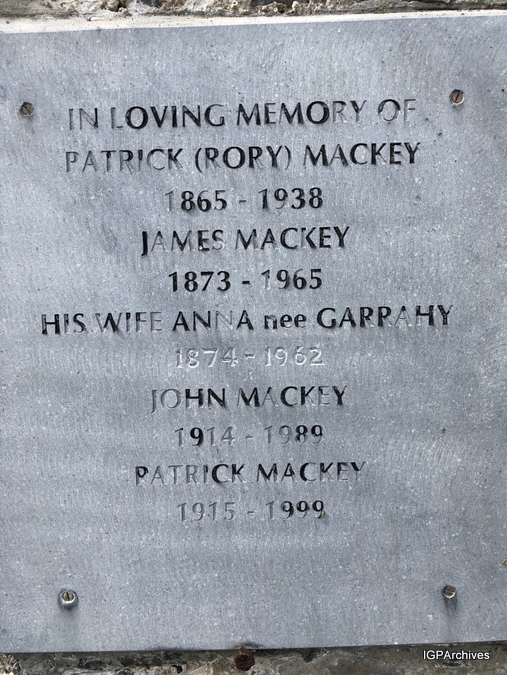 IN LOVING MEMORY OF
PATRICK (RORY) MACKEY
1865 - 1938
JAMES MACKEY
1873 - 1965
HIS WIFE ANNA nee GARRAHY
1874 - 1962
JOHN MACKEY
1914 - 1989
PATRICK MACKEY
1915 - 1999
IGPArchives